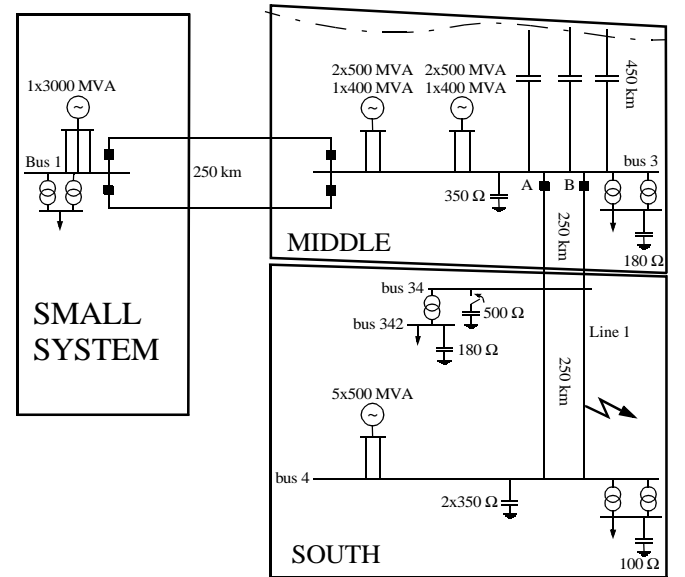 1x3000 MVA
~
Bus 1
250 km
SMALL
SYSTEM
2x500 MVA
1x400 MVA
~
2x500 MVA
1x400 MVA
~
450 km
bus 3
350 Ω
A
B
180 Ω
MIDDLE
250 km
bus 34
500 Ω
bus 342
180 Ω
Line 1
250 km
5x500 MVA
~
bus 4
2x350 Ω
100 Ω
SOUTH